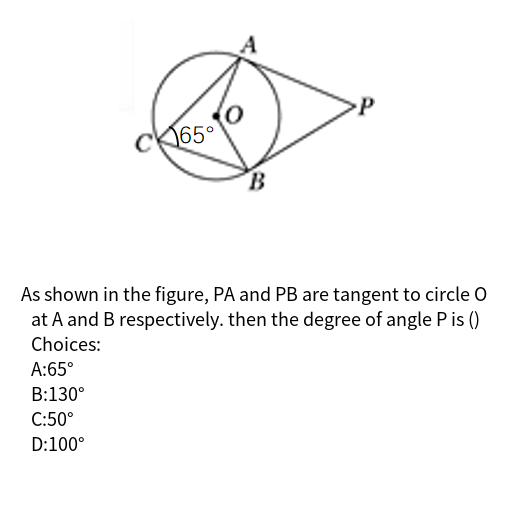 A
O
P
65°
C
B
As shown in the figure, PA and PB are tangent to circle O
at A and B respectively. then the degree of angle P is ()
Choices:
A:65°
B:130°
C:50°
D:100°